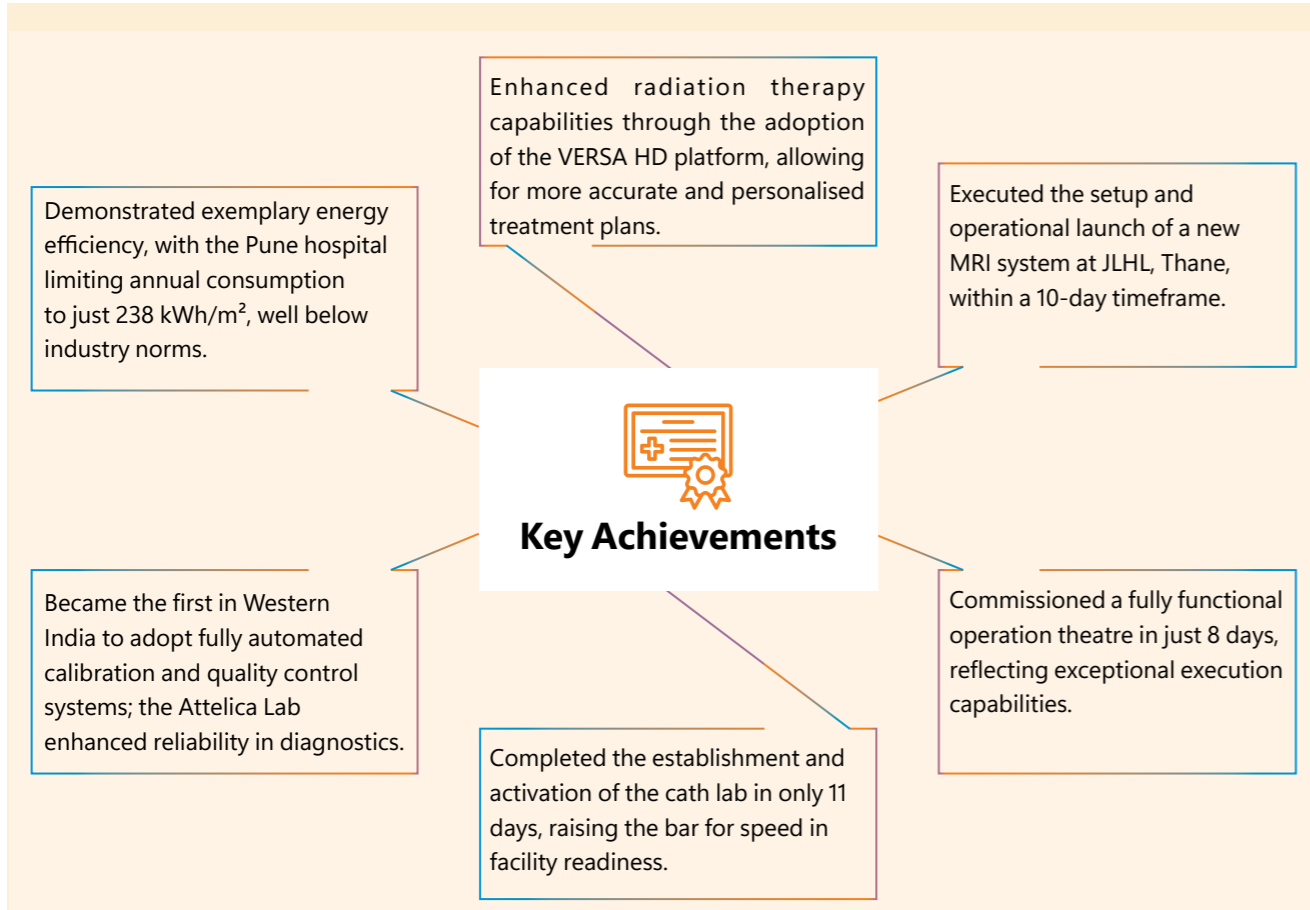 Enhanced radiation therapy
capabilities through the adoption
of the VERSA HD platform, allowing
for more accurate and personalised
treatment plans.
Demonstrated exemplary energy
efficiency, with the Pune hospital
limiting annual consumption
to just 238 kWh/m², well below
industry norms.
Executed the setup and
operational launch of a new
MRI system at JLHL, Thane,
within a 10-day timeframe.
Key Achievements
Became the first in Western
India to adopt fully automated
calibration and quality control
systems; the Attelica Lab
enhanced reliability in diagnostics.
Commissioned a fully functional
operation theatre in just 8 days,
reflecting exceptional execution
capabilities.
Completed the establishment and
activation of the cath lab in only 11
days, raising the bar for speed in
facility readiness.